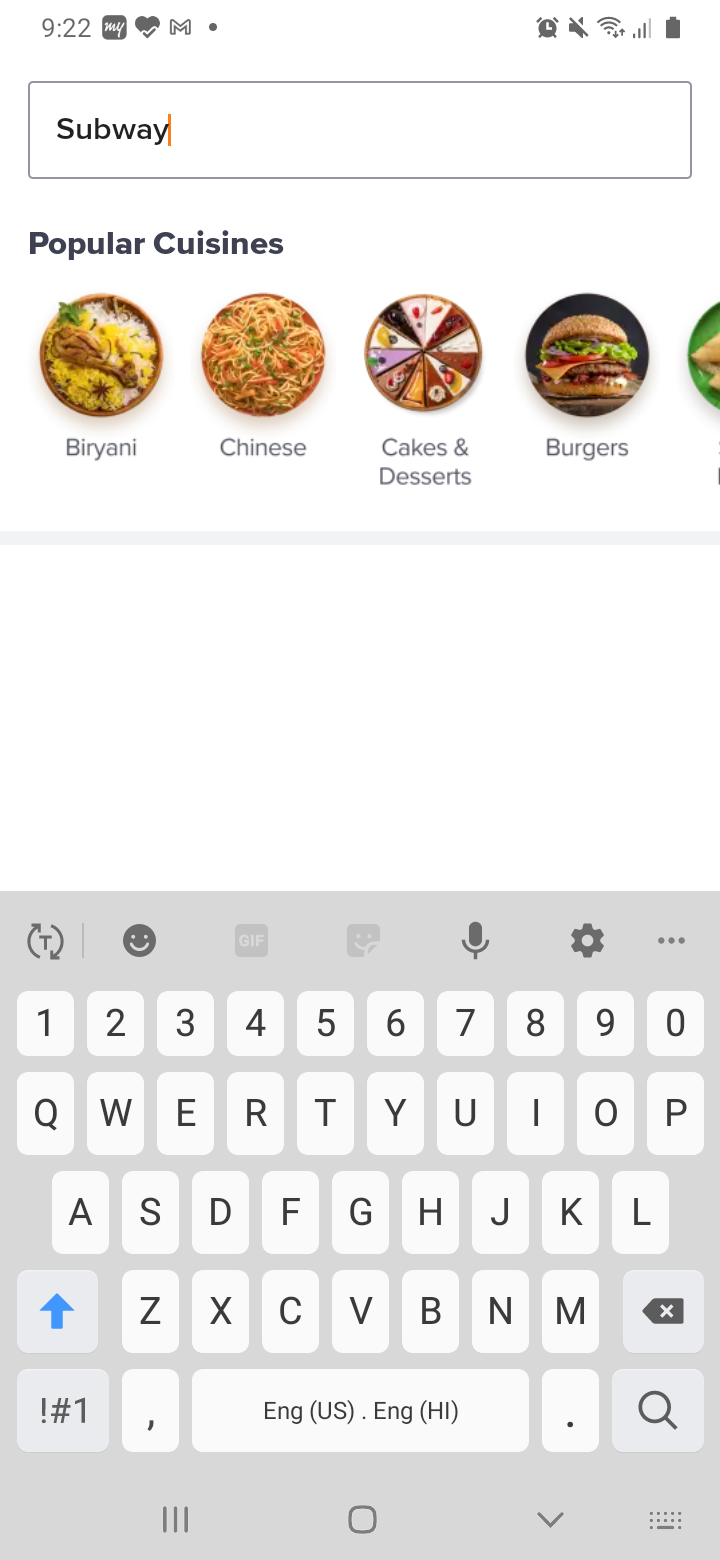 9:22 my
Subway
Popular Cuisines
Biryani Chinese Cakes & Desserts Burgers
GIF
1 2 3 4 5 6 7 8 9 0
Q W E R T Y U I O P
A S D F G H J K L
Z X C V B N M
!#1 , Eng (US) . Eng (HI) .